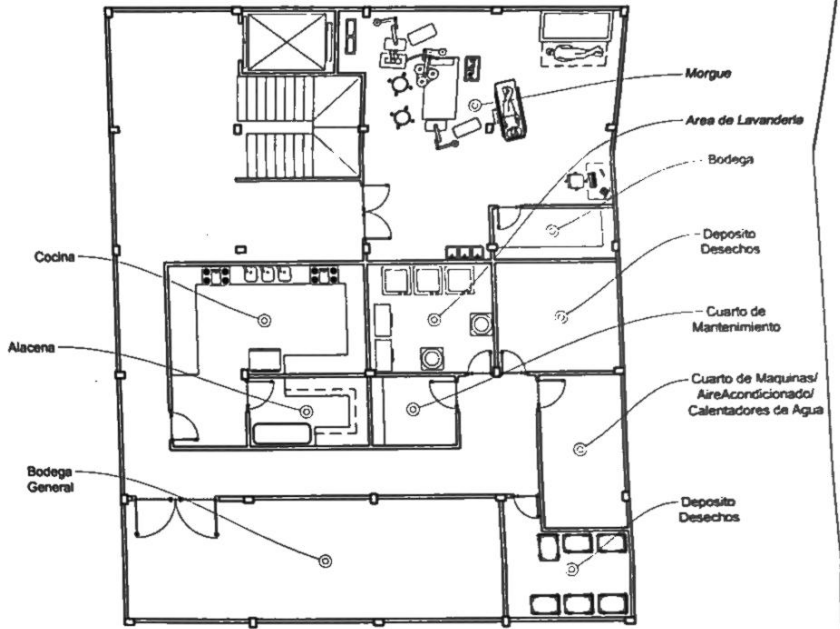 Morgue
Area de Lavanderia
Bodega
Deposito
Desechos
Cocina
Cuarto de
Mantenimiento
Alacena
Cuarto de Maquinas/
AireAcondicionado/
Calentadores de Agua
Bodega
General
Deposito
Desechos